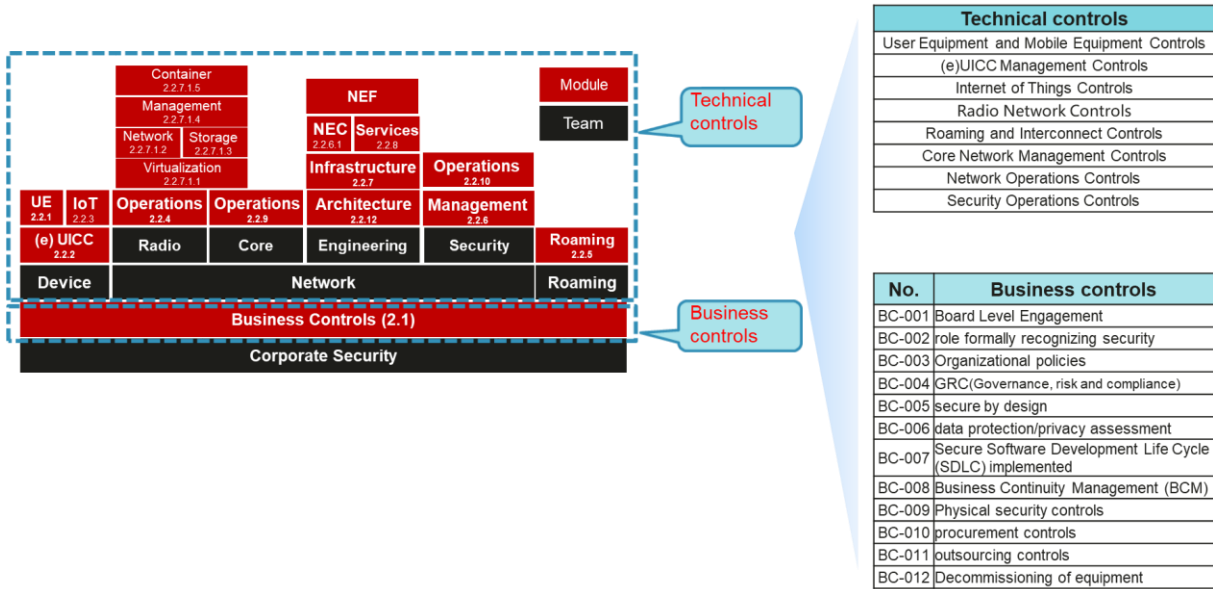 Container
2.2.7.1.5
Management
2.2.7.1.4
Network
2.2.7.1.2
Storage
2.2.7.1.3
Virtualization
2.2.7.1.1
NEF
NEC
2.2.6.1
Services
2.2.8
Infrastructure
2.2.7
Operations
2.2.10
UE
2.2.1
IoT
2.2.3
Operations
2.2.4
Operations
2.2.9
Architecture
2.2.12
Management
2.2.6
(e) UICC
2.2.2
Radio
Core
Engineering
Security
Roaming
2.2.5
Device
Network
Roaming
Business Controls (2.1)
Corporate Security
Module
Team
Technical
controls
Business
controls
Technical controls
User Equipment and Mobile Equipment Controls
(e)UICC Management Controls
Internet of Things Controls
Radio Network Controls
Roaming and Interconnect Controls
Core Network Management Controls
Network Operations Controls
Security Operations Controls
No. Business controls
BC-001 Board Level Engagement
BC-002 role formally recognizing security
BC-003 Organizational policies
BC-004 GRC(Governance, risk and compliance)
BC-005 secure by design
BC-006 data protection/privacy assessment
BC-007 Secure Software Development Life Cycle
(SDLC) implemented
BC-008 Business Continuity Management (BCM)
BC-009 Physical security controls
BC-010 procurement controls
BC-011 outsourcing controls
BC-012 Decommissioning of equipment